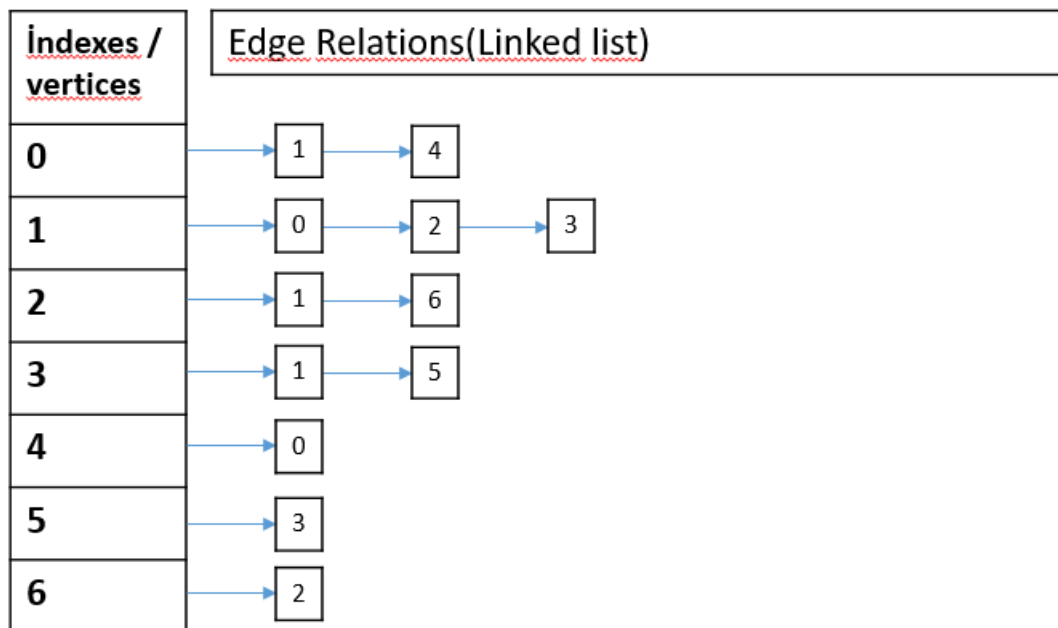 İndexes /
vertices
Edge Relations(Linked list)
0 1 4
1 0 2 3
2 1 6
3 1 5
4 0
5 3
6 2